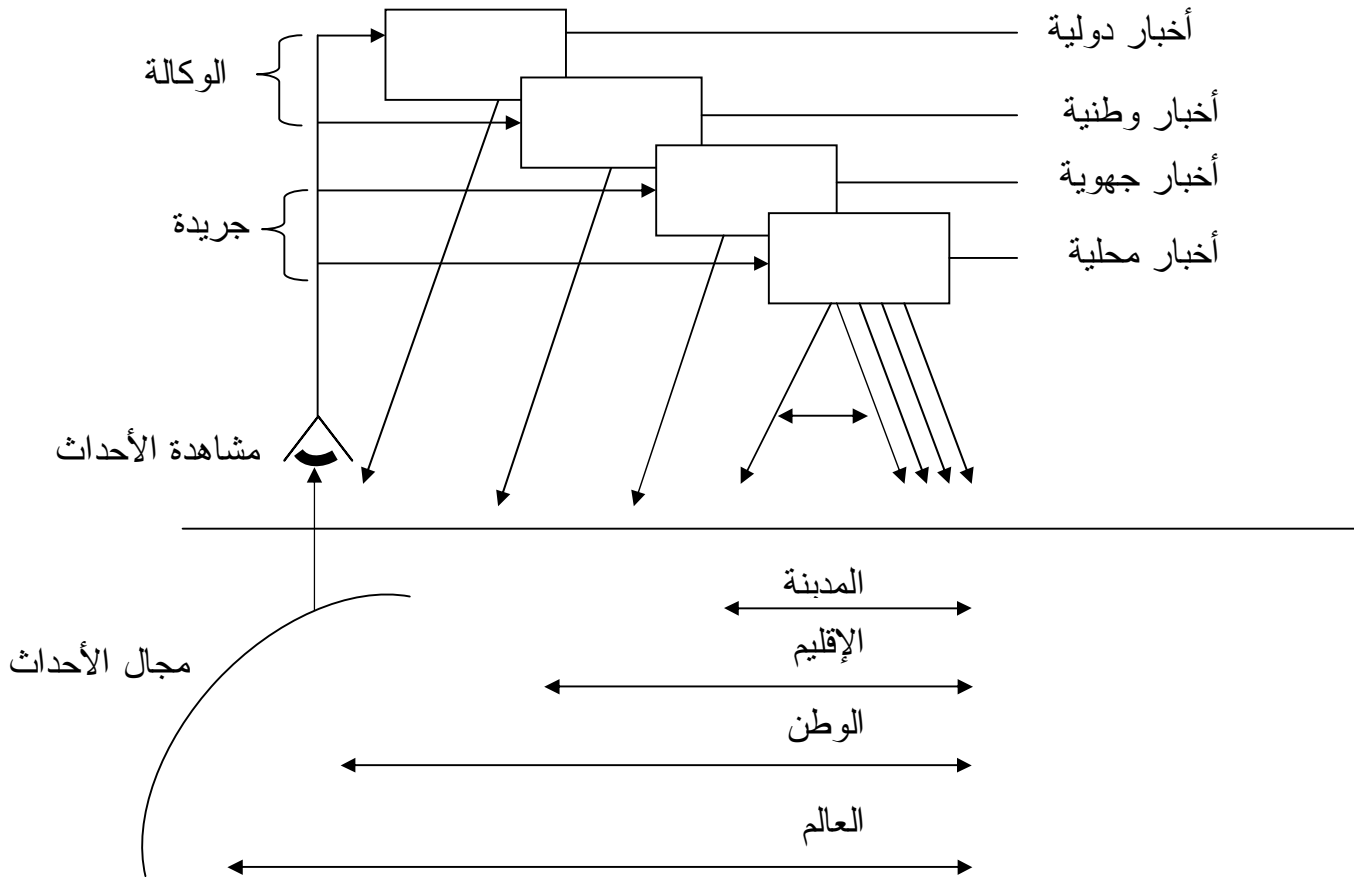 أخبار دولية
الوكالة
أخبار وطنية
أخبار جهوية
جريدة
أخبار محلية
مشاهدة الأحداث
المدينة
الإقليم
مجال الأحداث
الوطن
العالم